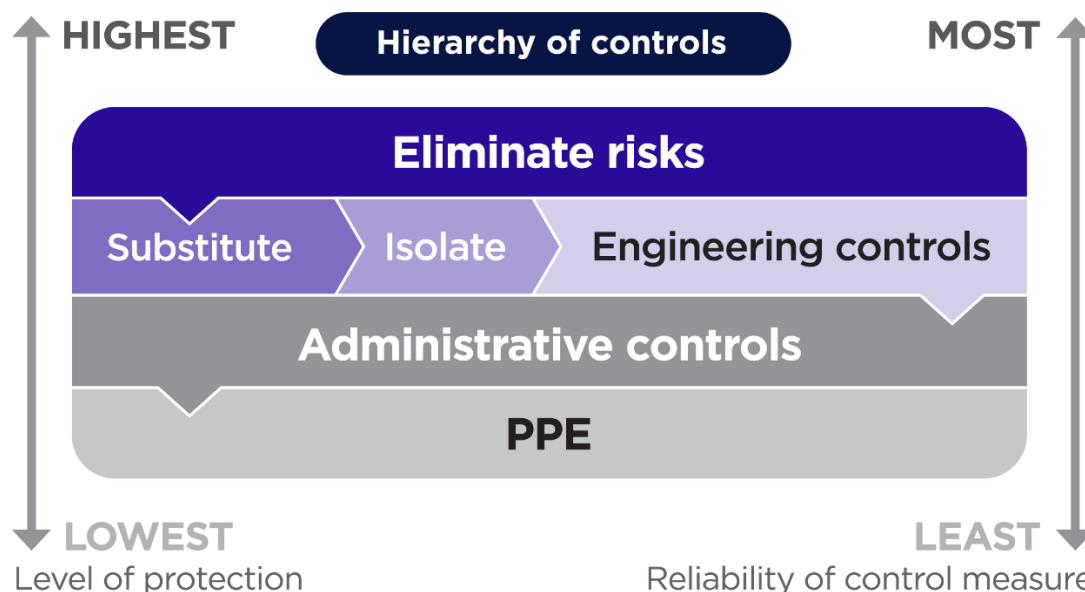 HIGHEST
Hierarchy of controls
MOST
Eliminate risks
Substitute
Isolate
Engineering controls
Administrative controls
PPE
LOWEST
LEAST
Level of protection
Reliability of control measure